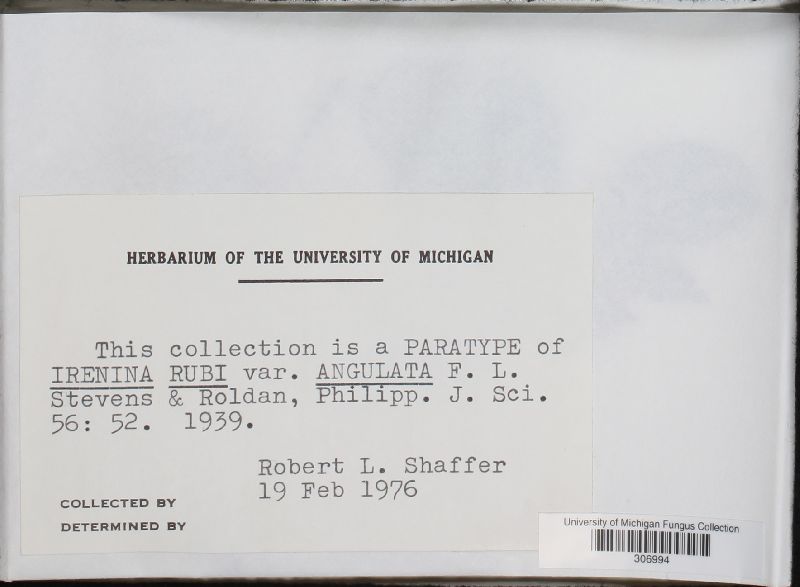 HERBARIUM OF THE UNIVERSITY OF MICHIGAN
This collection is a PARATYPE of
IRENINA RUBI var. ANGULATA F. L.
Stevens & Roldan, Philipp. J. Sci.
56: 52. 1939.
Robert L. Shaffer
19 Feb 1976
COLLECTED BY
DETERMINED BY
University of Michigan Fungus Collection
306994